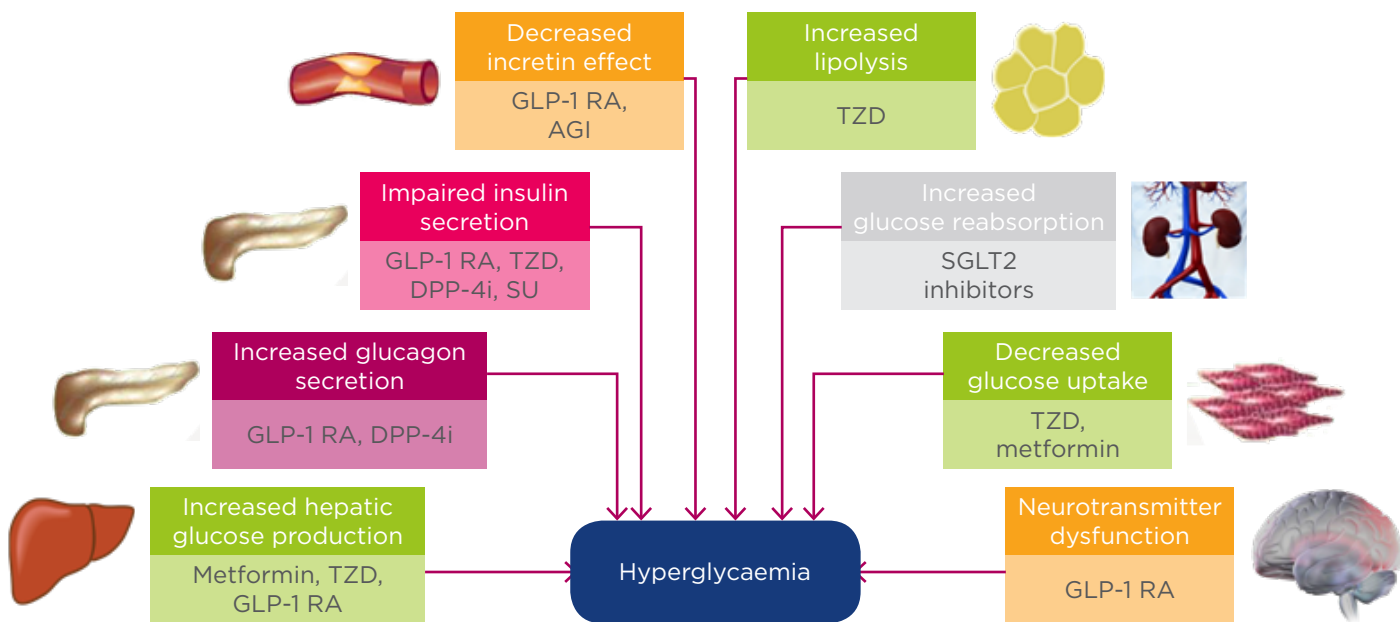 Decreased
incretin effect
GLP-1 RA,
AGI
Increased
lipolysis
TZD
Impaired insulin
secretion
GLP-1 RA, TZD,
DPP-4i, SU
Increased
glucose reabsorption
SGLT2
inhibitors
Increased glucagon
secretion
GLP-1 RA, DPP-4i
Decreased
glucose uptake
TZD,
metformin
Increased hepatic
glucose production
Metformin, TZD,
GLP-1 RA
Hyperglycaemia
Neurotransmitter
dysfunction
GLP-1 RA